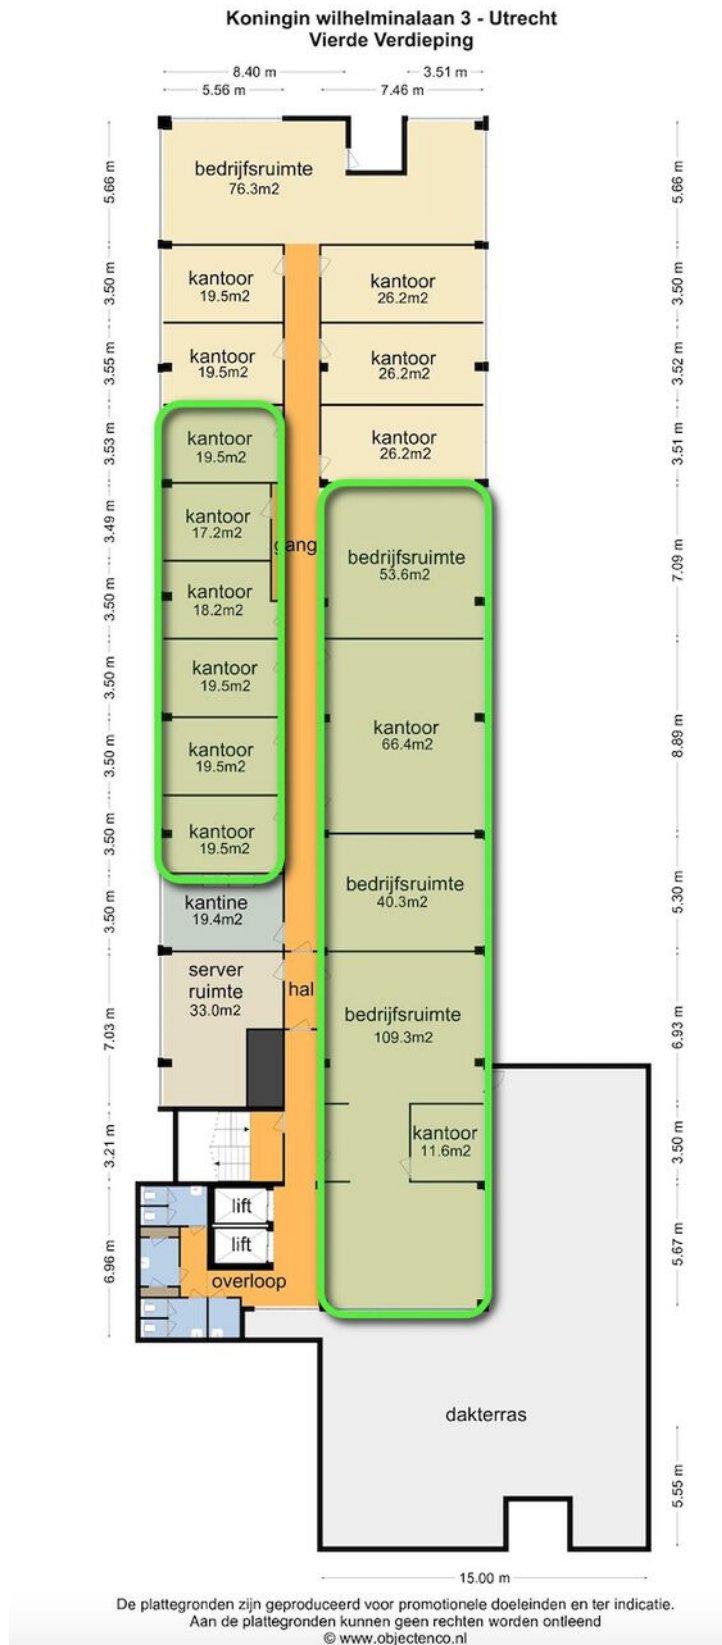 Koningin wilhelminalaan 3 - Utrecht
Vierde Verdieping
8.40 m
3.51 m
5.56 m
7.46 m
5.66 m
bedrijfsruimte
76.3m2
5.66 m
3.50 m
kantoor
19.5m2
kantoor
26.2m2
3.50 m
3.55 m
kantoor
19.5m2
kantoor
26.2m2
3.52 m
3.53 m
kantoor
19.5m2
kantoor
26.2m2
3.51 m
3.49 m
kantoor
17.2m2
gang
bedrijfsruimte
53.6m2
7.09 m
3.50 m
kantoor
18.2m2
3.50 m
kantoor
19.5m2
kantoor
66.4m2
8.89 m
3.50 m
kantoor
19.5m2
3.50 m
kantoor
19.5m2
3.50 m
kantine
19.4m2
bedrijfsruimte
40.3m2
5.30 m
7.03 m
server
ruimte
33.0m2
hal
bedrijfsruimte
109.3m2
6.93 m
3.21 m
kantoor
11.6m2
3.50 m
6.96 m
lift
lift
overloop
5.67 m
dakterras
5.55 m
15.00 m
De plattegronden zijn geproduceerd voor promotionele doeleinden en ter indicatie.
Aan de plattegronden kunnen geen rechten worden ontleend
© www.objectenco.nl